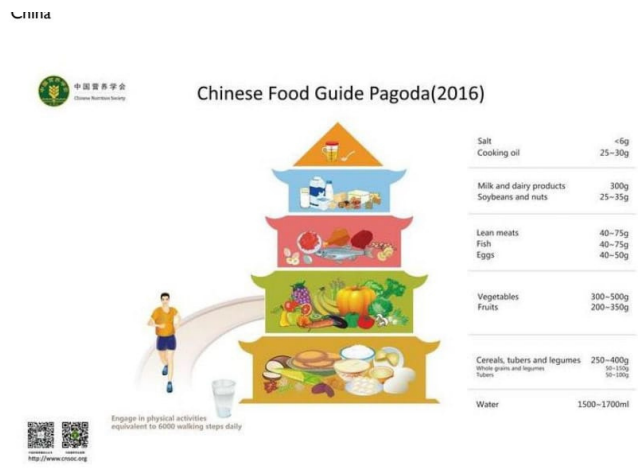 China
中国营养学会
Chinese Nutrition Society
Chinese Food Guide Pagoda(2016)
Salt <6g
Cooking oil 25~30g
Milk and dairy products 300g
Soybeans and nuts 25~35g
Lean meats 40~75g
Fish 40~75g
Eggs 40~50g
Vegetables 300~500g
Fruits 200~350g
Cereals, tubers and legumes 250~400g
Whole grains and legumes 50~150g
Tubers 50~100g
Water 1500~1700ml
Engage in physical activities
equivalent to 6000 walking steps daily
http://www.cnsoc.org